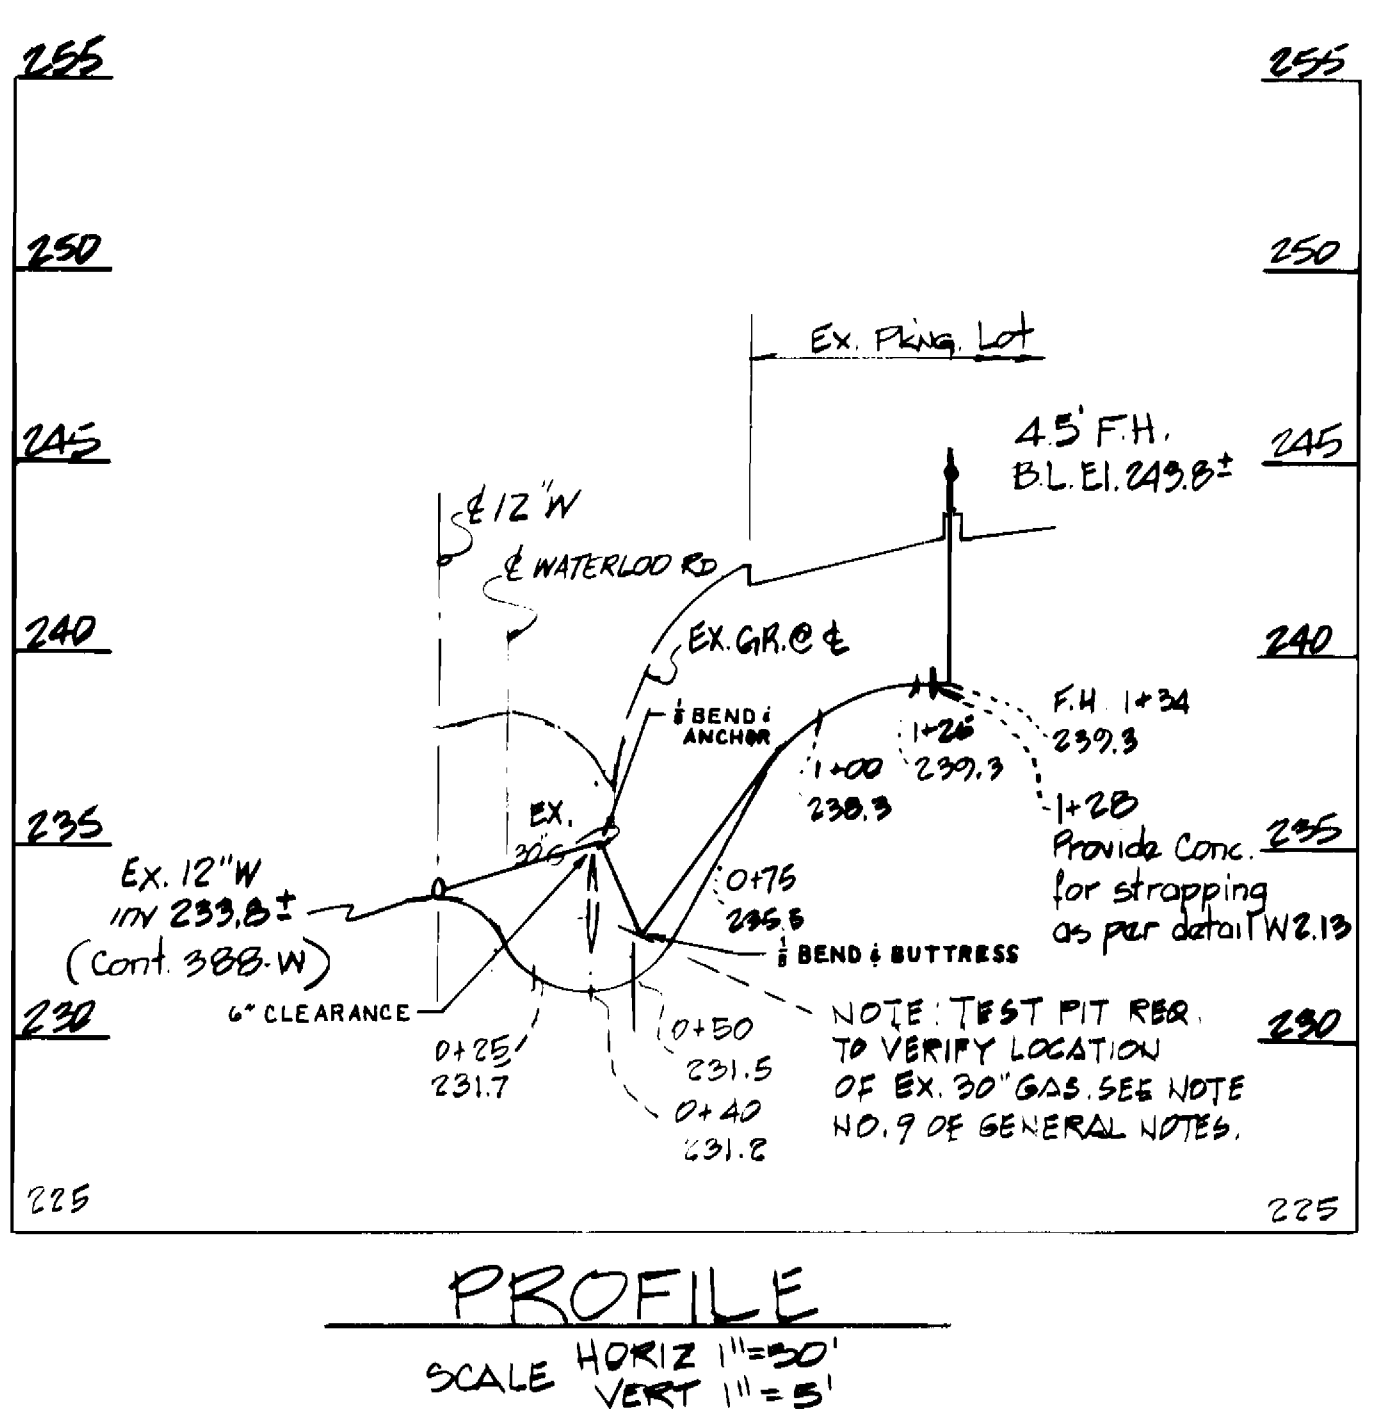 255
255
250
250
Ex. Pkng. Lot
4.5' F.H.
B.L. El. 243.8±
245
245
℄ 12"W
℄ WATERLOO RD
240
240
EX. GR. @ ℄
⅛ BEND &
ANCHOR
F.H. 1+34
239.3
1+26
239.3
1+00
238.3
1+28
Provide Conc.
for strapping
as per detail W2.13
235
235
EX.
30"G
Ex. 12"W
INV 233.8±
(Cont. 388-W)
0+75
235.5
⅛ BEND & BUTTRESS
6" CLEARANCE
230
230
0+25
231.7
0+50
231.5
0+40
231.2
NOTE: TEST PIT REQ.
TO VERIFY LOCATION
OF EX. 30" GAS. SEE NOTE
NO. 9 OF GENERAL NOTES.
225
225
PROFILE
SCALE HORIZ 1"=50'
VERT 1"=5'